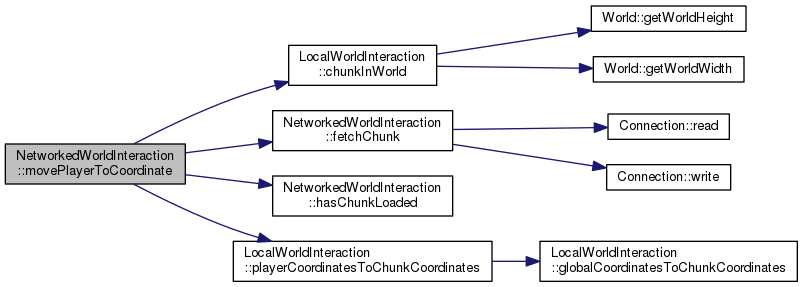 NetworkedWorldInteraction
::movePlayerToCoordinate
LocalWorldInteraction
::chunkInWorld
World::getWorldHeight
World::getWorldWidth
NetworkedWorldInteraction
::fetchChunk
Connection::read
Connection::write
NetworkedWorldInteraction
::hasChunkLoaded
LocalWorldInteraction
::playerCoordinatesToChunkCoordinates
LocalWorldInteraction
::globalCoordinatesToChunkCoordinates